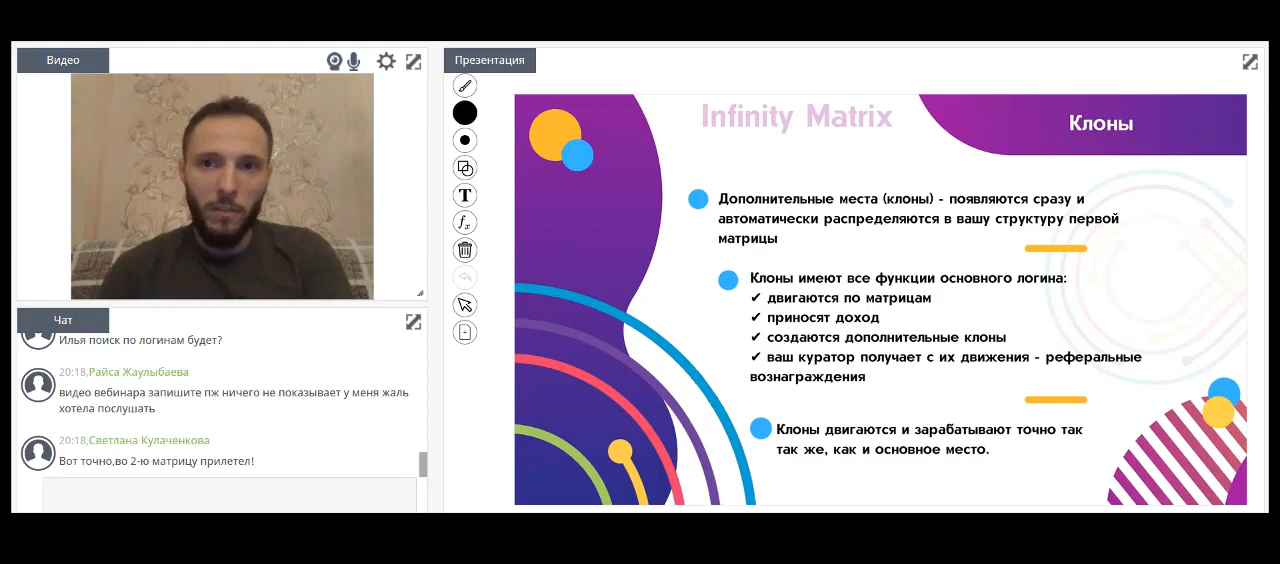 Видео
Чат
Илья поиск по логинам будет?
20:18,Райса Жаулыбаева
видео вебинара запишите пж ничего не показывает у меня жаль
хотела послушать
20:18,Светлана Кулаченкова
Вот точно,во 2-ю матрицу прилетел!
Презентация
T
fx
Infinity Matrix
Клоны
Дополнительные места (клоны) - появляются сразу и
автоматически распределяются в вашу структуру первой
матрицы
Клоны имеют все функции основного логина:
✔ двигаются по матрицам
✔ приносят доход
✔ создаются дополнительные клоны
✔ ваш куратор получает с их движения - реферальные
вознаграждения
Клоны двигаются и зарабатывают точно так
так же, как и основное место.